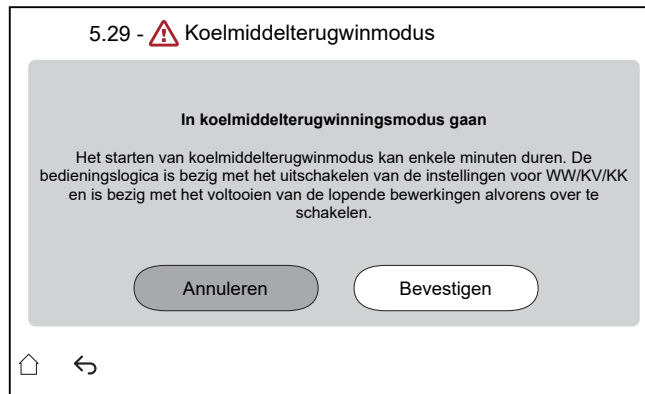 5.29 - Koelmiddelterugwinmodus
In koelmiddelterugwinningsmodus gaan
Het starten van koelmiddelterugwinmodus kan enkele minuten duren. De
bedieningslogica is bezig met het uitschakelen van de instellingen voor WW/KV/KK
en is bezig met het voltooien van de lopende bewerkingen alvorens over te
schakelen.
Annuleren
Bevestigen